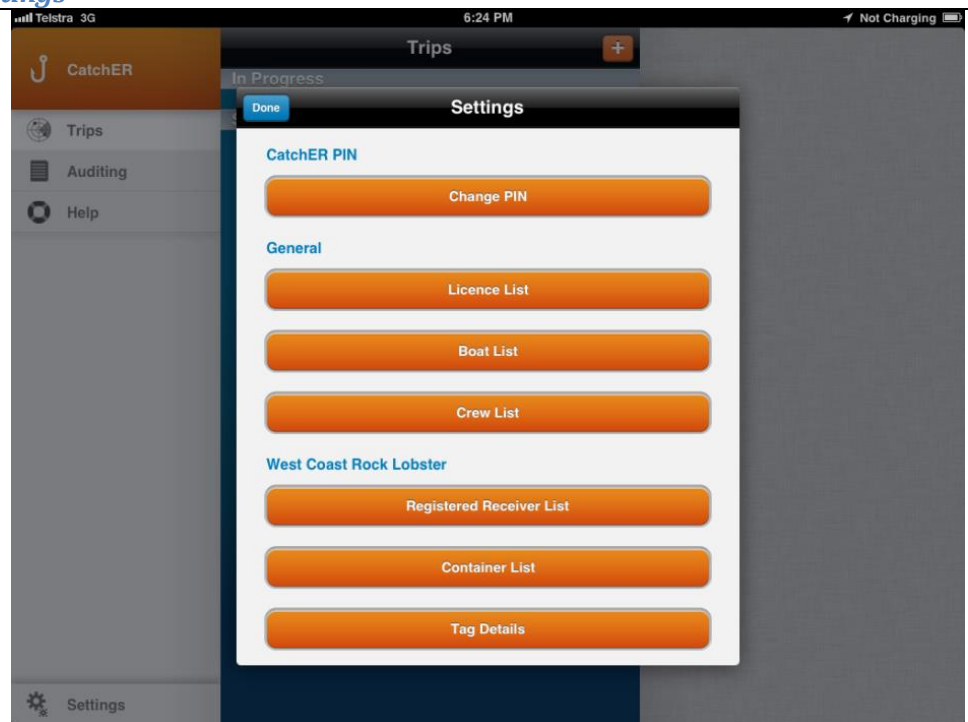 Telstra 3G 6:24 PM Not Charging
CatchER
Trips
In Progress
Trips
Auditing
Help
Done
Settings
CatchER PIN
Change PIN
General
Licence List
Boat List
Crew List
West Coast Rock Lobster
Registered Receiver List
Container List
Tag Details
Settings